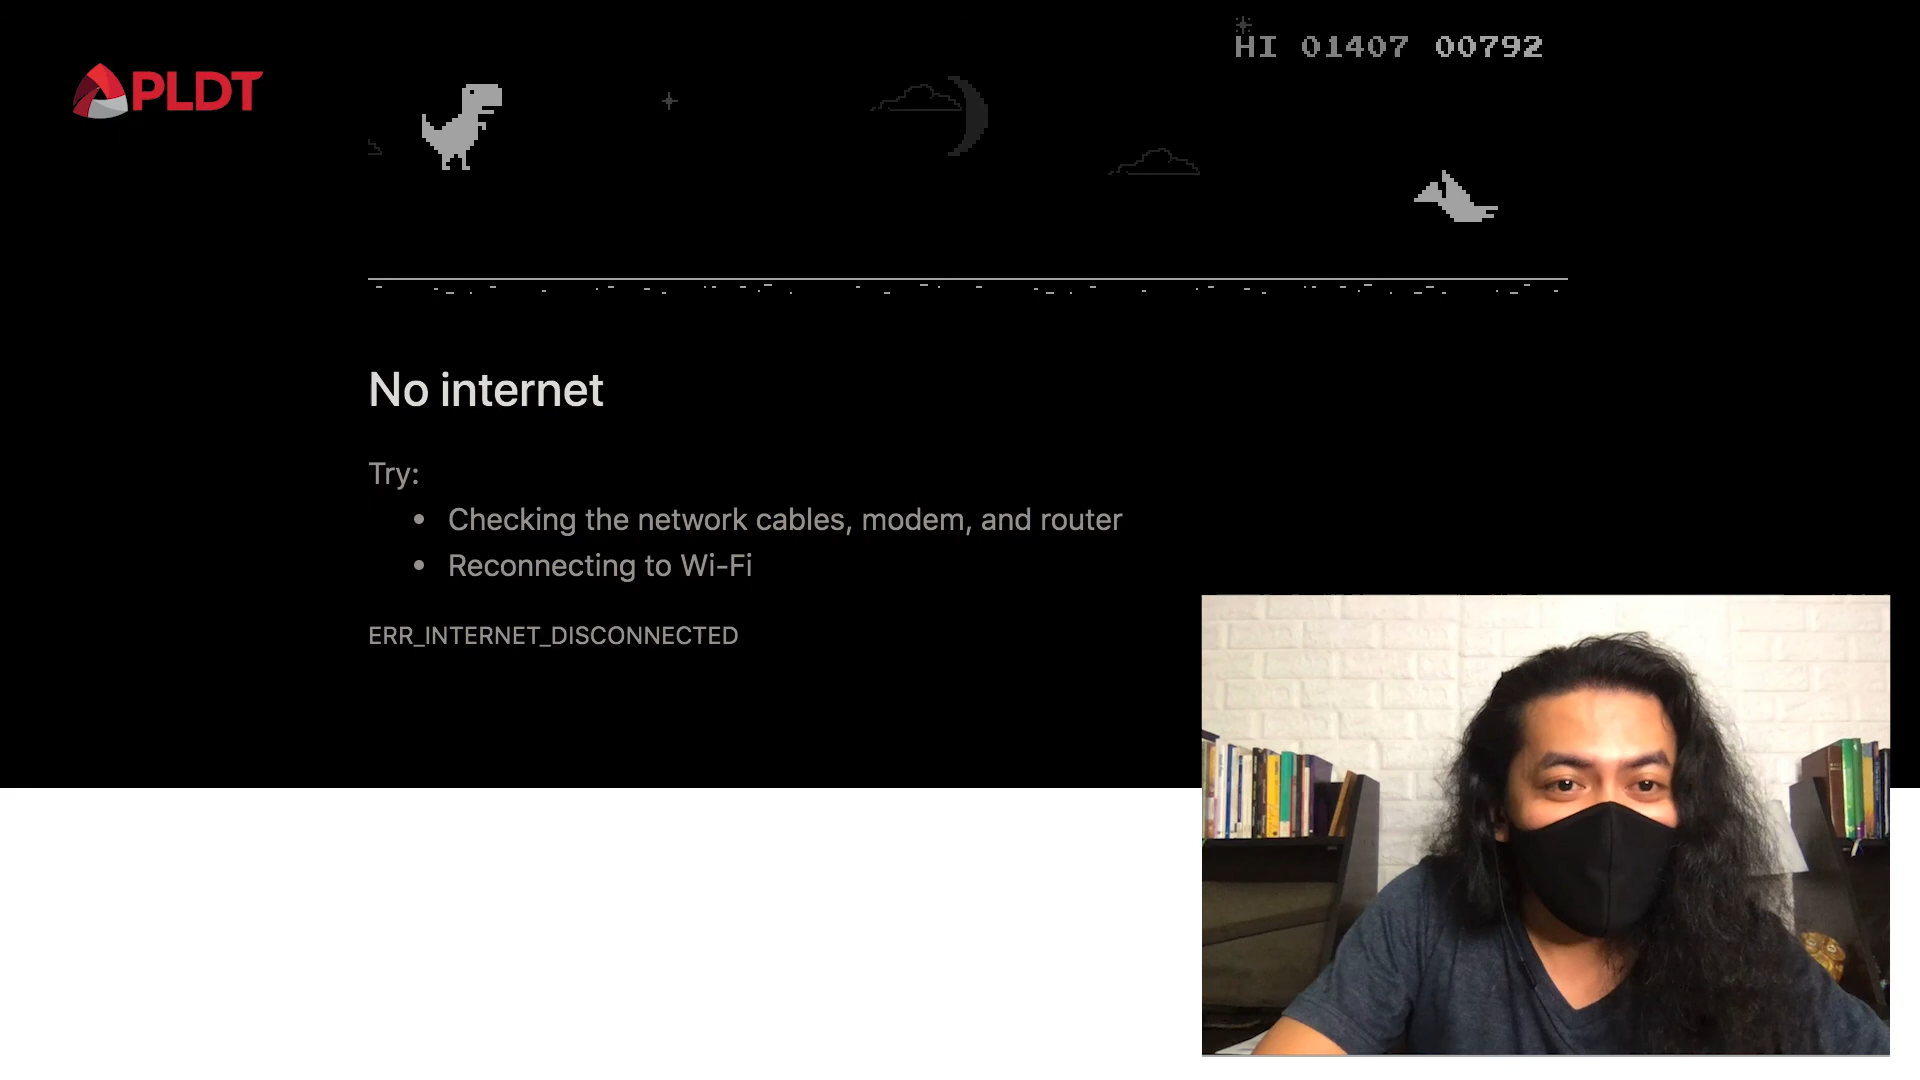 PLDT
HI 01407 00792
No internet
Try:
• Checking the network cables, modem, and router
• Reconnecting to Wi-Fi
ERR_INTERNET_DISCONNECTED